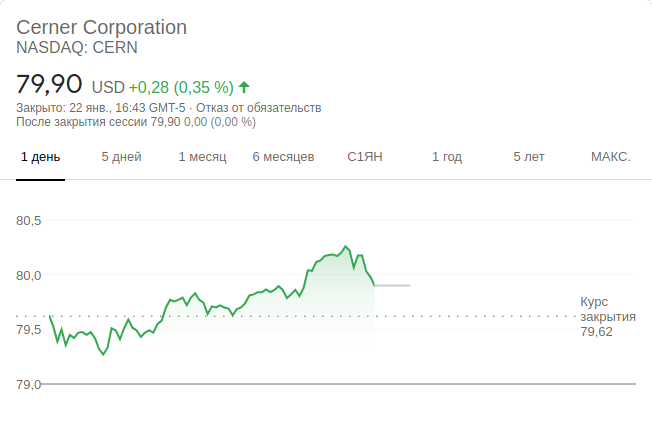 Cerner Corporation
NASDAQ: CERN
79,90 USD +0,28 (0,35 %)
Закрыто: 22 янв., 16:43 GMT-5 · Отказ от обязательств
После закрытия сессии 79,90 0,00 (0,00 %)
1 день 5 дней 1 месяц 6 месяцев С1ЯН 1 год 5 лет МАКС.
80,5
80,0
79,5
79,0
Курс
закрытия
79,62